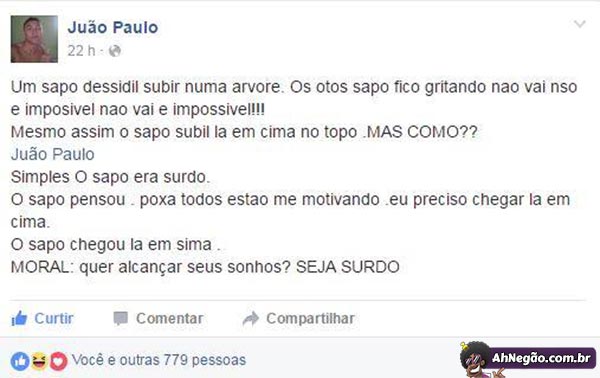 Juão Paulo
22 h ·
Um sapo dessidil subir numa arvore. Os otos sapo fico gritando nao vai nso
e imposivel nao vai e impossivel!!!
Mesmo assim o sapo subil la em cima no topo .MAS COMO??
Juão Paulo
Simples O sapo era surdo.
O sapo pensou . poxa todos estao me motivando .eu preciso chegar la em
cima.
O sapo chegou la em sima .
MORAL: quer alcançar seus sonhos? SEJA SURDO
Curtir Comentar Compartilhar
Você e outras 779 pessoas
AhNegão.com.br